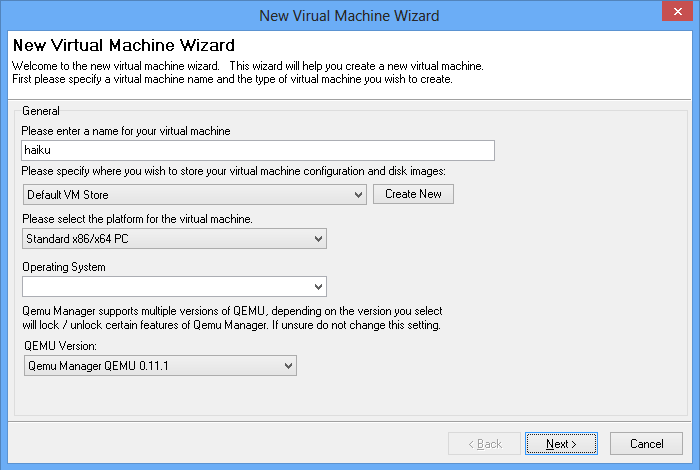 New Virual Machine Wizard
New Virtual Machine Wizard
Welcome to the new virtual machine wizard.   This wizard will help you create a new virtual machine.
First please specify a virtual machine name and the type of virtual machine you wish to create.
General
Please enter a name for your virtual machine
haiku
Please specify where you wish to store your virtual machine configuration and disk images:
Default VM Store
Create New
Please select the platform for the virtual machine.
Standard x86/x64 PC
Operating System
Qemu Manager supports multiple versions of QEMU, depending on the version you select
will lock / unlock certain features of Qemu Manager. If unsure do not change this setting.
QEMU Version:
Qemu Manager QEMU 0.11.1
< Back
Next >
Cancel